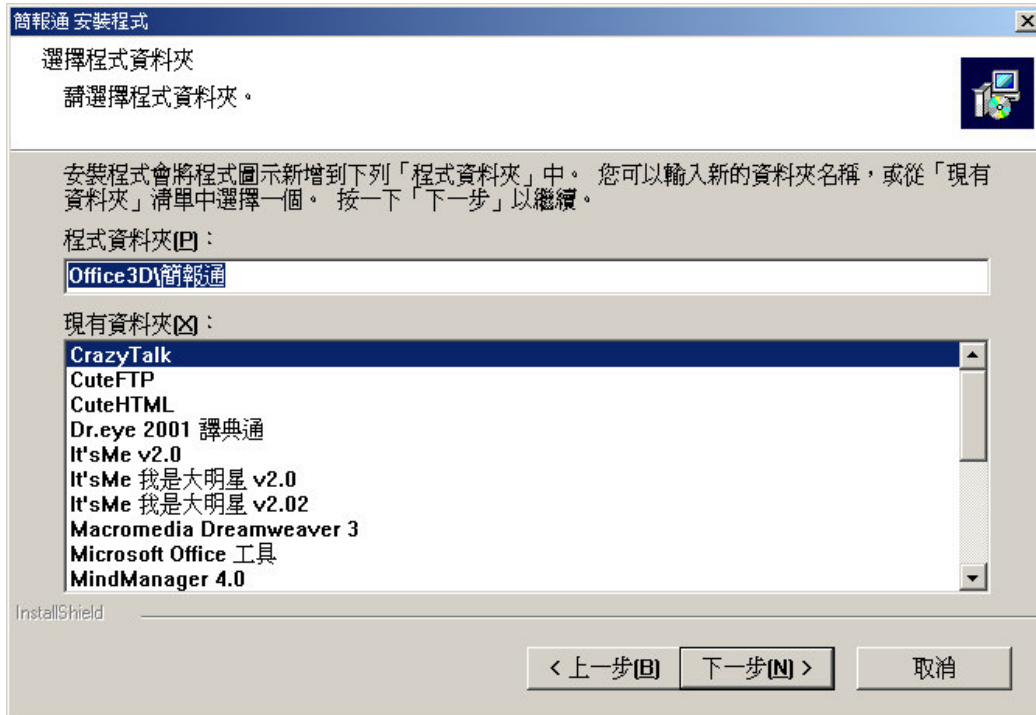 簡報通 安裝程式
選擇程式資料夾
請選擇程式資料夾。
安裝程式會將程式圖示新增到下列「程式資料夾」中。 您可以輸入新的資料夾名稱，或從「現有
資料夾」清單中選擇一個。 按一下「下一步」以繼續。
程式資料夾(P)：
Office3D\簡報通
現有資料夾(X)：
CrazyTalk
CuteFTP
CuteHTML
Dr.eye 2001 譯典通
It'sMe v2.0
It'sMe 我是大明星 v2.0
It'sMe 我是大明星 v2.02
Macromedia Dreamweaver 3
Microsoft Office 工具
MindManager 4.0
InstallShield
< 上一步(B) 下一步(N) > 取消